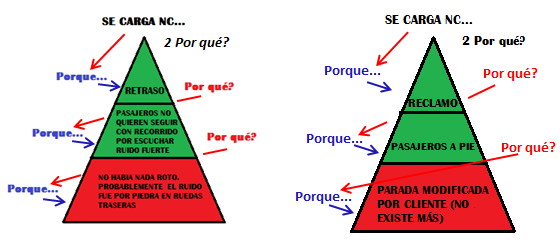 SE CARGA NC...
2 Por qué?
Porque...
RETRASO
Por qué?
PASAJEROS NO
QUIEREN SEGUIR
CON RECORRIDO
POR ESCUCHAR
RUIDO FUERTE
Porque...
Por qué?
NO HABIA NADA ROTO.
PROBABLEMENTE EL RUIDO
FUE POR PIEDRA EN RUEDAS
TRASERAS
Porque...
SE CARGA NC...
2 Por qué?
Porque...
Por qué?
RECLAMO
Porque...
PASAJEROS A PIE
Por qué?
Porque...
PARADA MODIFICADA
POR CLIENTE (NO
EXISTE MÁS)